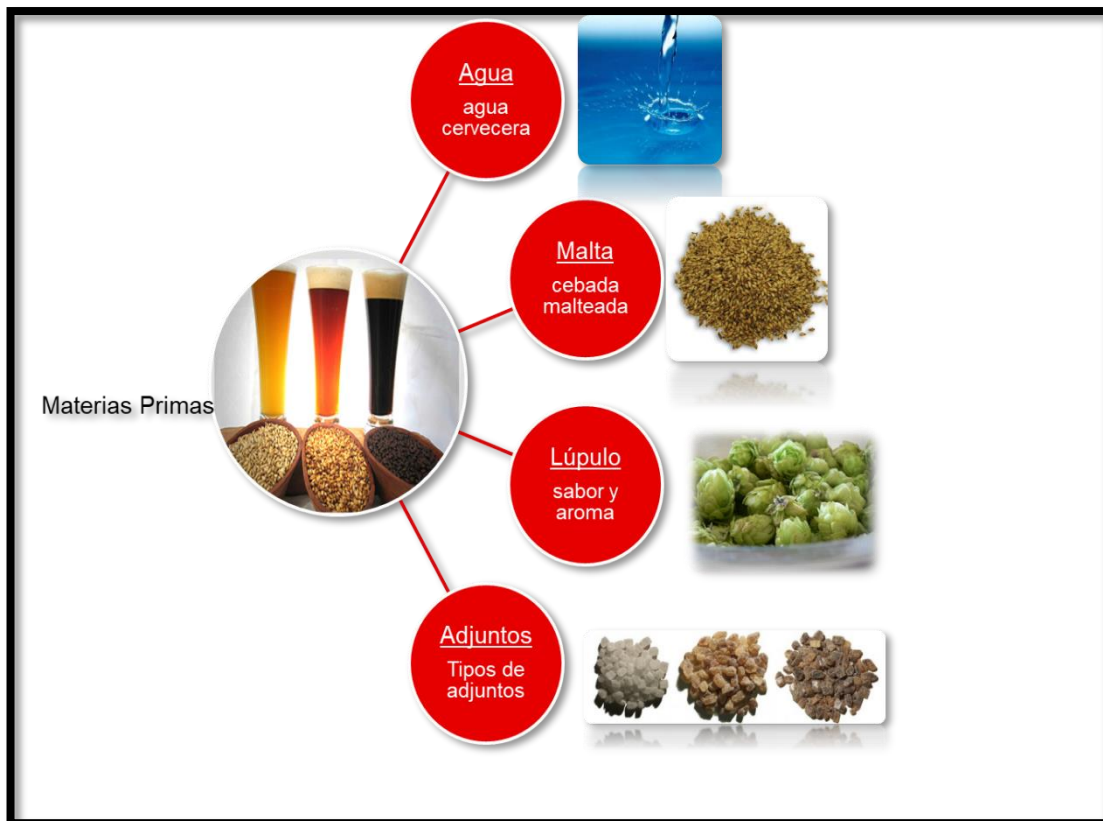 Materias Primas
Agua
agua
cervecera
Malta
cebada
malteada
Lúpulo
sabor y
aroma
Adjuntos
Tipos de
adjuntos